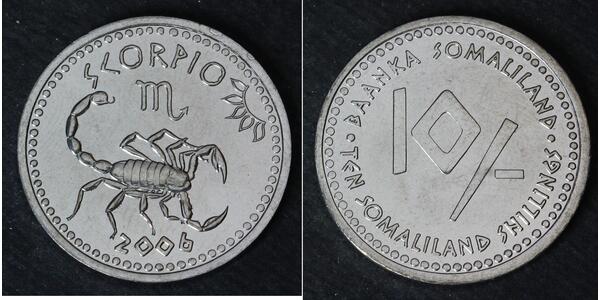 SCORPIO
♏
2006
BAANKA SOMALILAND
10/-
TEN SOMALILAND SHILLINGS